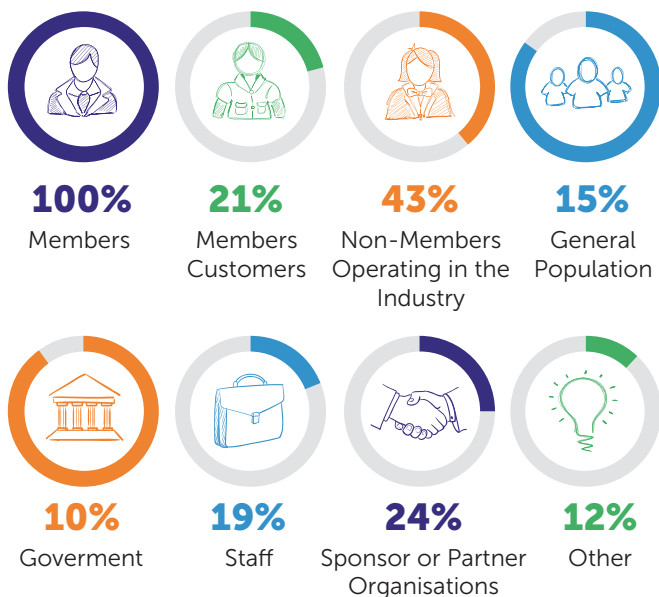 100%
Members
21%
Members
Customers
43%
Non-Members
Operating in the
Industry
15%
General
Population
10%
Goverment
19%
Staff
24%
Sponsor or Partner
Organisations
12%
Other